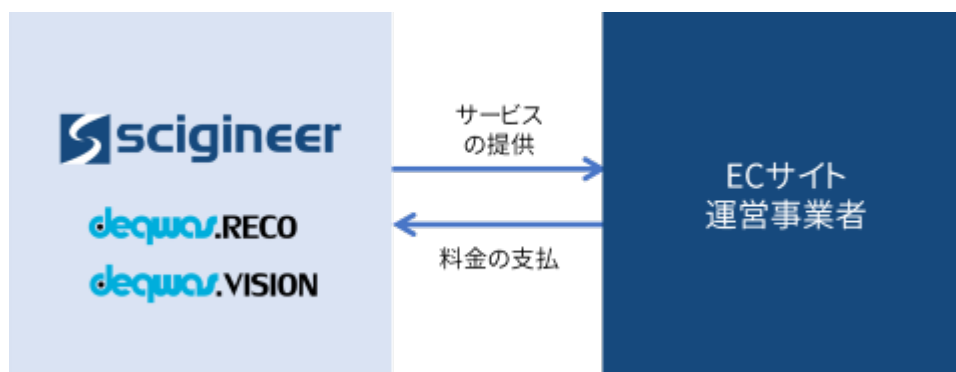 scigineer
deqwas.RECO
deqwas.VISION
サービス
の提供
料金の支払
ECサイト
運営事業者